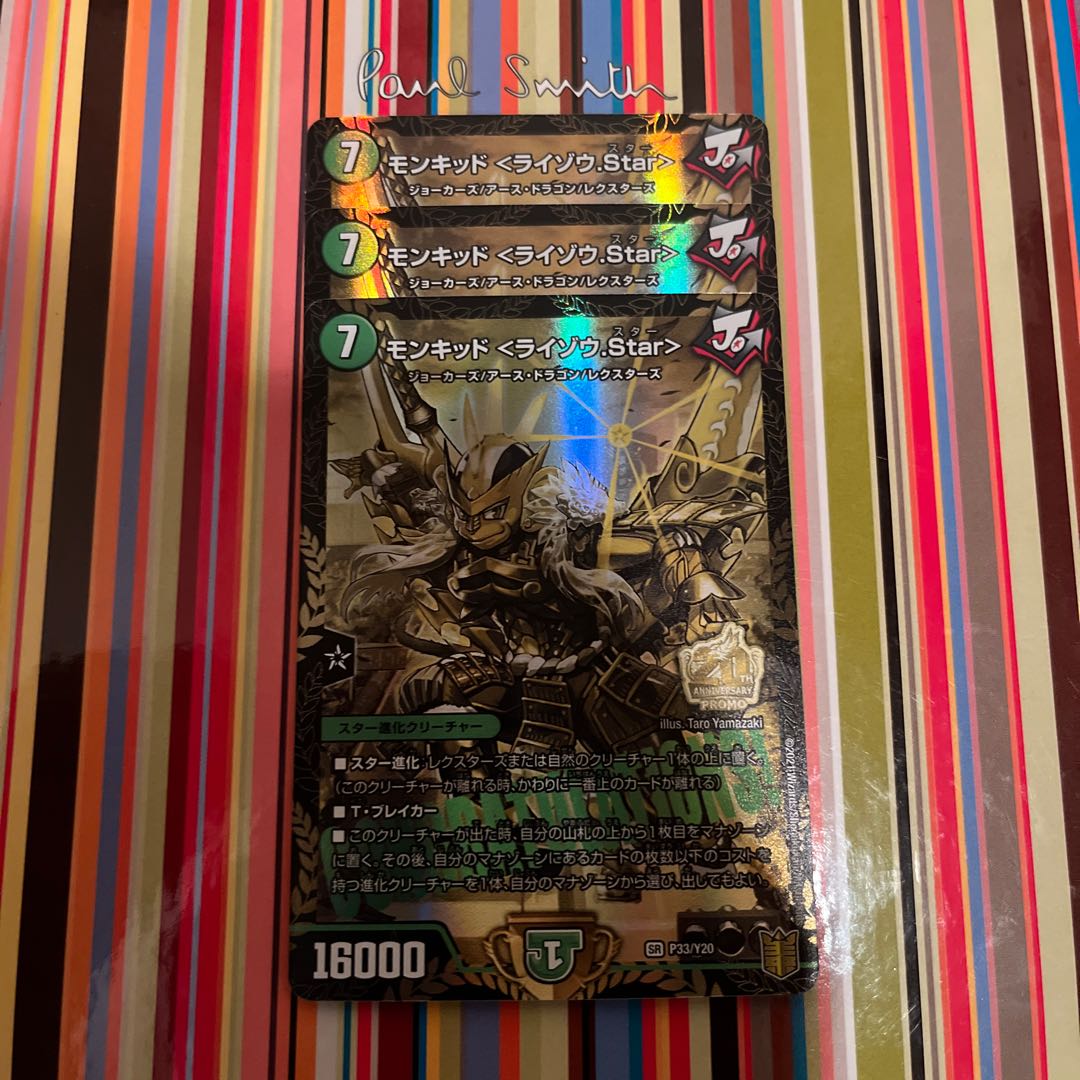 Paul Smith
7
スター
モンキッド <ライゾウ.Star>
ジョーカーズ/アース・ドラゴン/レクスターズ
J.
7
スター
モンキッド <ライゾウ.Star>
ジョーカーズ/アース・ドラゴン/レクスターズ
J.
7
スター
モンキッド <ライゾウ.Star>
ジョーカーズ/アース・ドラゴン/レクスターズ
J.
20TH
ANNIVERSARY
PROMO
illus. Taro Yamazaki
スター進化クリーチャー
■スター進化:レクスターズまたは自然のクリーチャー1体の上に置く。
(このクリーチャーが離れる時、かわりに一番上のカードが離れる)
■T・ブレイカー
■このクリーチャーが出た時、自分の山札の上から1枚目をマナゾーン
に置く。その後、自分のマナゾーンにあるカードの枚数以下のコストを
持つ進化クリーチャーを1体、自分のマナゾーンから選び、出してもよい。
16000
1
SR P33/Y20